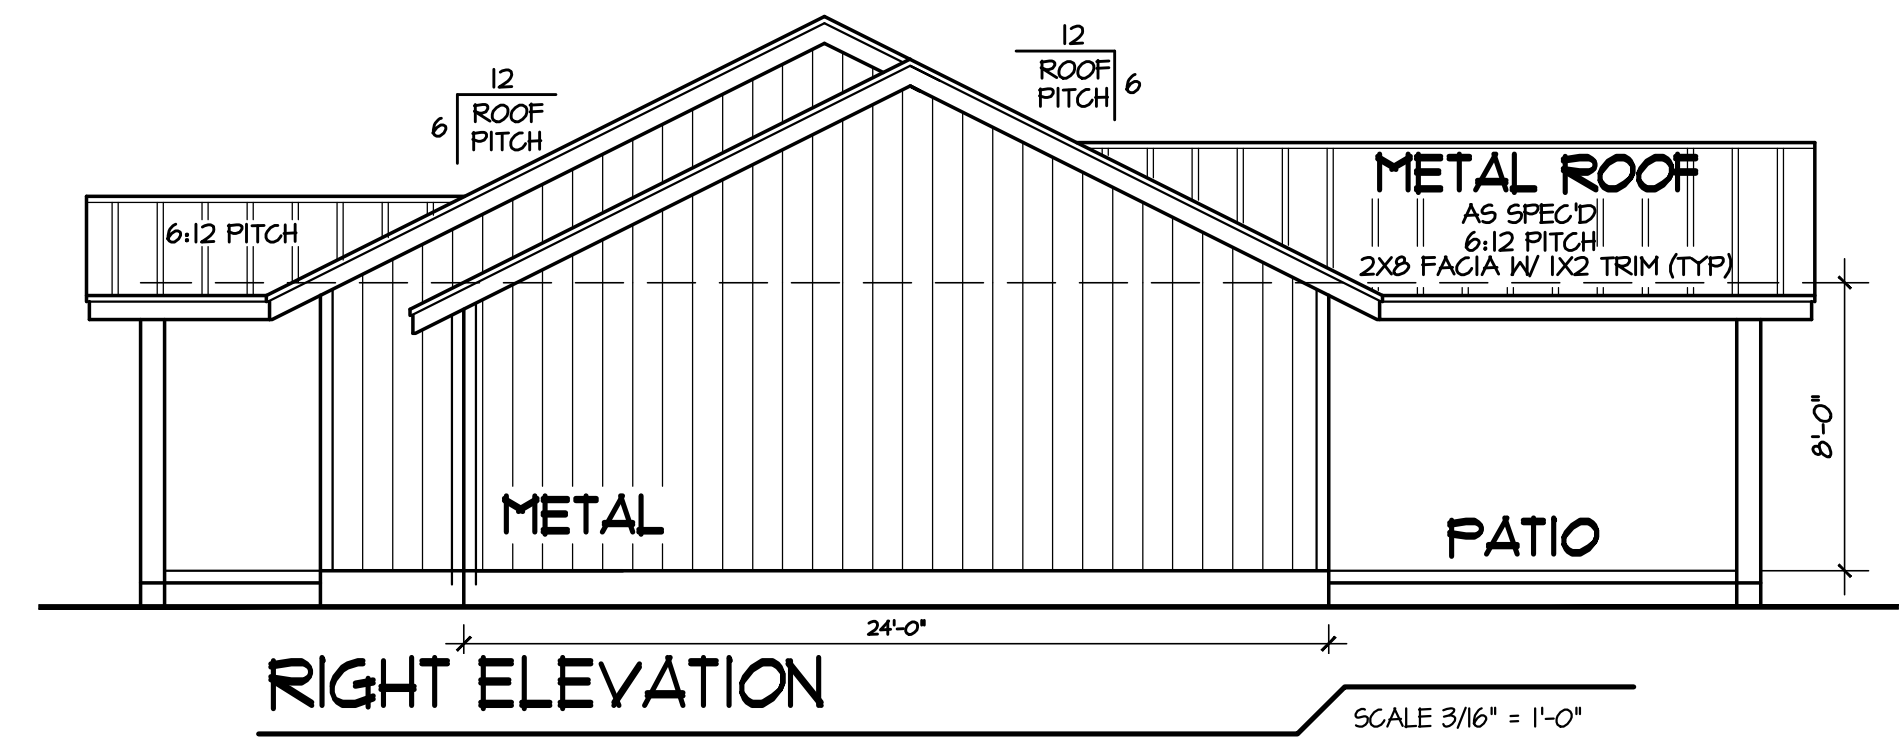 12
ROOF
PITCH
6
12
ROOF
PITCH
6
METAL ROOF
AS SPEC'D
6:12 PITCH
2X8 FACIA W/ 1X2 TRIM (TYP)
6:12 PITCH
8'-0"
METAL
PATIO
24'-0"
RIGHT ELEVATION
SCALE 3/16" = 1'-0"